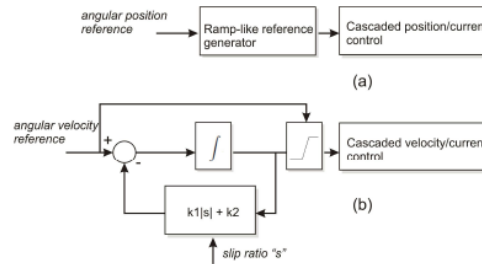 angular position
reference
Ramp-like reference
generator
Cascaded position/current
control
(a)
angular velocity
reference
+
-
∫
Cascaded velocity/current
control
k1|s| + k2
(b)
slip ratio "s"